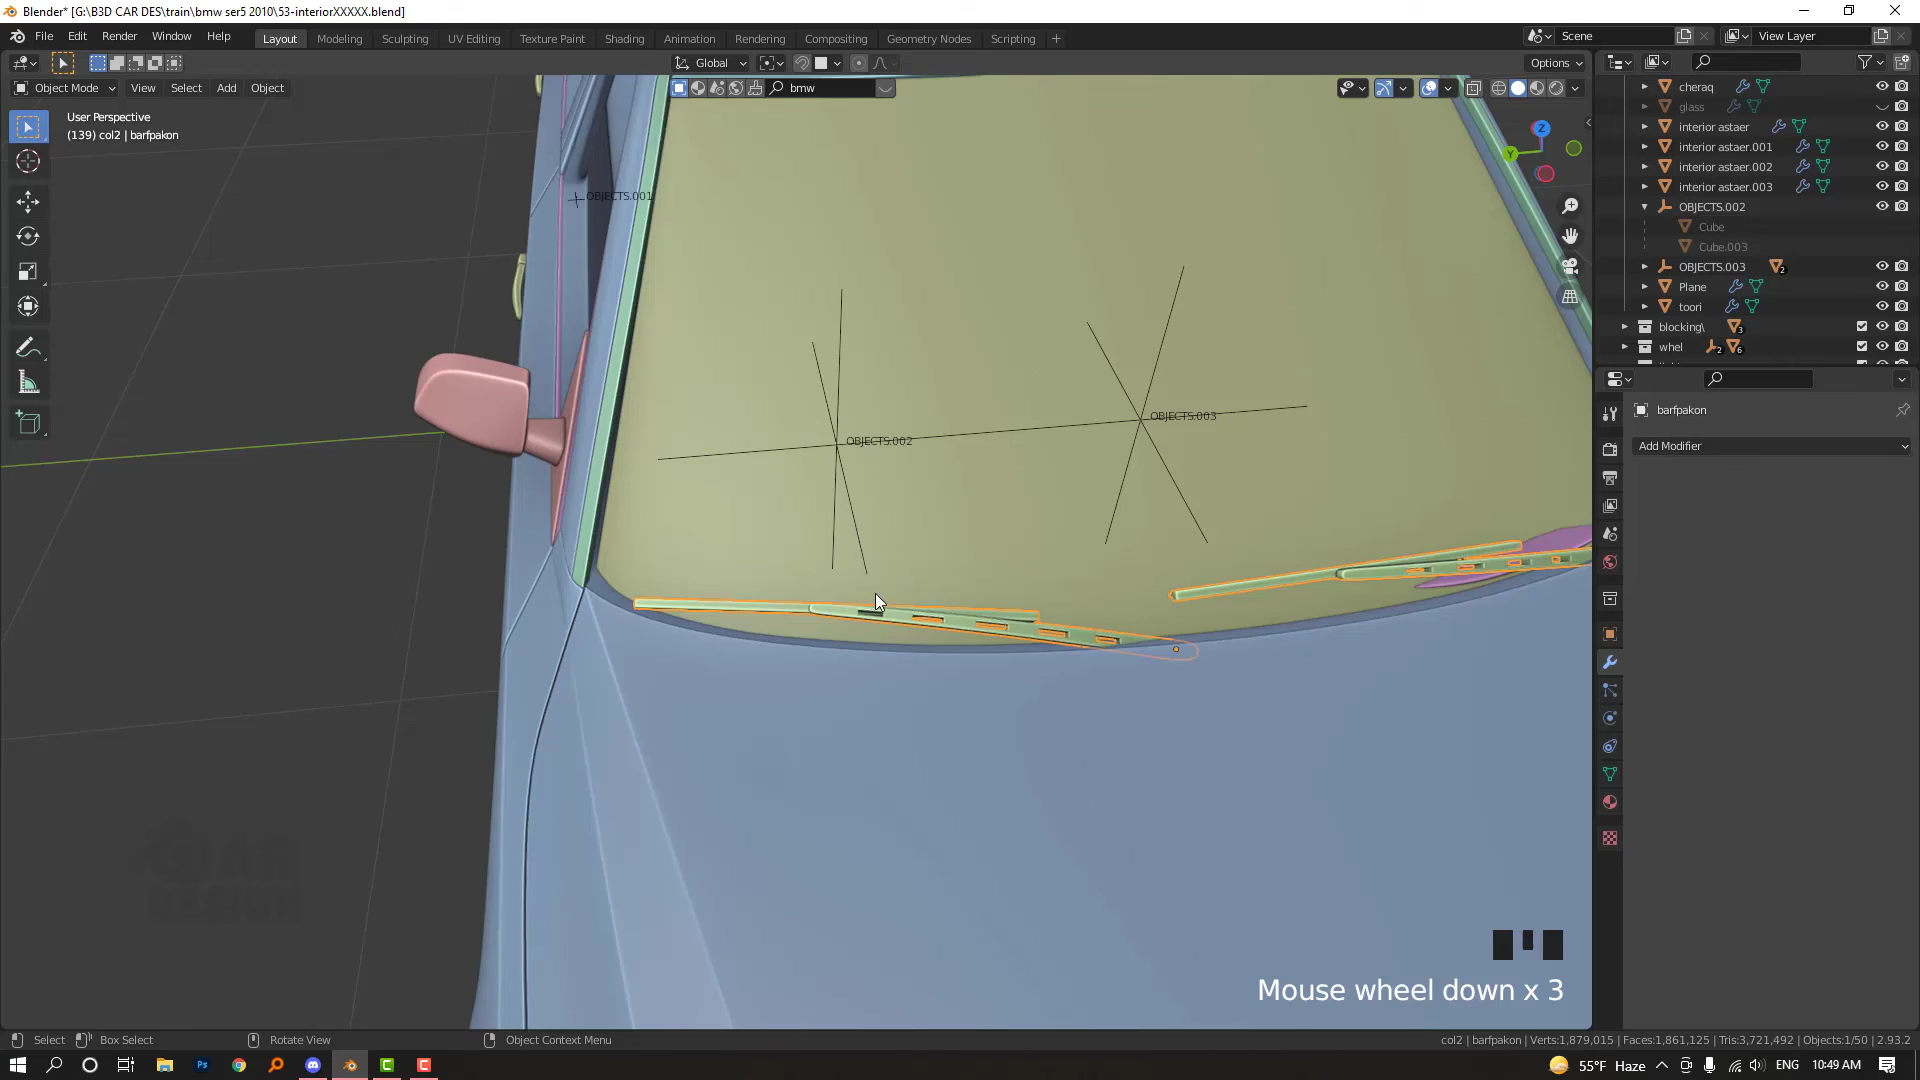 Blender* [G:\B3D CAR DES\train\bmw ser5 2010\53-interiorXXXXX.blend]
File Edit Render Window Help Layout Modeling Sculpting UV Editing Texture Paint Shading Animation Rendering Compositing Geometry Nodes Scripting + Scene View Layer
Global Options
Object Mode View Select Add Object bmw
User Perspective
(139) col2 | barfpakon
cheraq
glass
interior astaer
interior astaer.001
interior astaer.002
interior astaer.003
OBJECTS.002
Cube
Cube.003
OBJECTS.003
2
Plane
toori
blocking\
3
whel
2
6
Z
Y
OBJECTS.001
OBJECTS.002
OBJECTS.003
barfpakon
Add Modifier
DESIGN
Mouse wheel down x 3
Select Box Select Rotate View Object Context Menu col2 | barfpakon | Verts:1,879,015 | Faces:1,861,125 | Tris:3,721,492 | Objects:1/50 | 2.93.2
Ps
55°F Haze ENG 10:49 AM